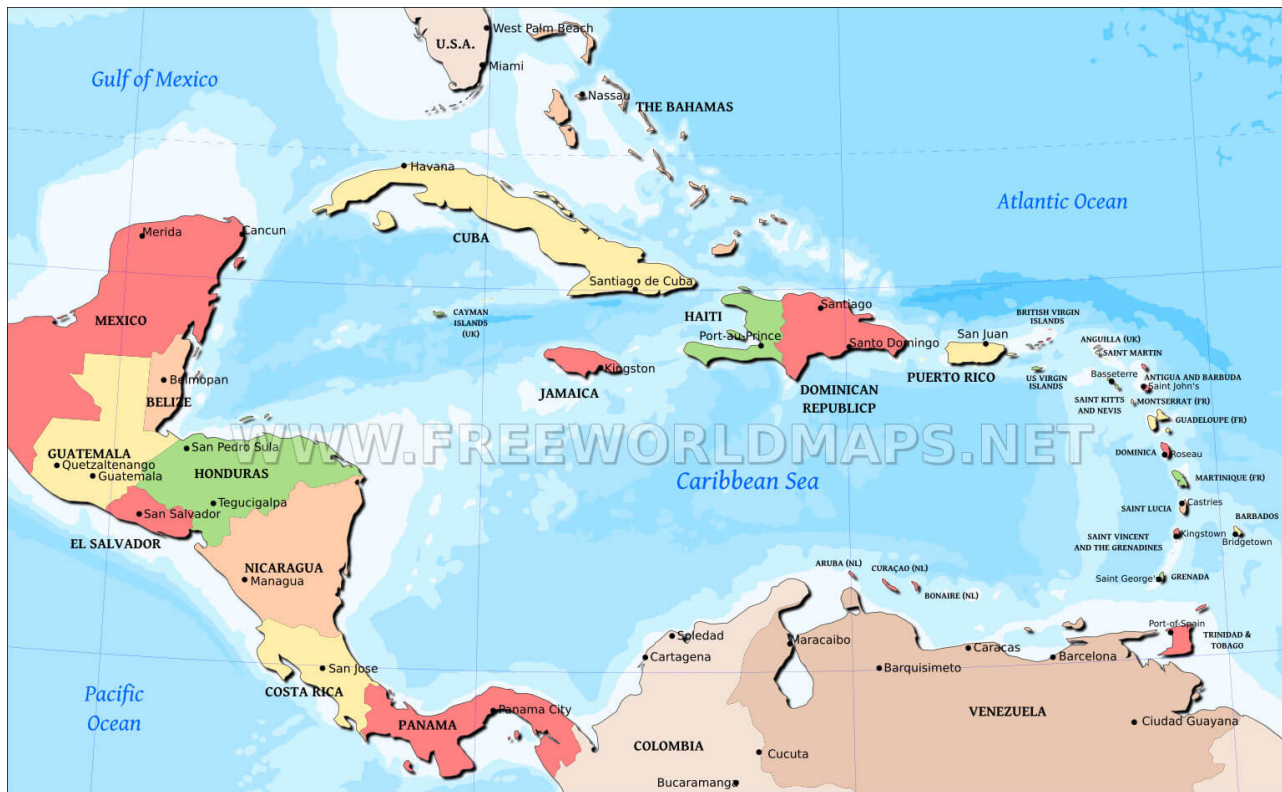 U.S.A.
West Palm Beach
Gulf of Mexico
Miami
Nassau
THE BAHAMAS
Havana
Atlantic Ocean
Merida
Cancun
CUBA
Santiago de Cuba
MEXICO
CAYMAN
ISLANDS
(UK)
HAITI
Santiago
Port-au-Prince
Santo Domingo
San Juan
BRITISH VIRGIN
ISLANDS
ANGUILLA (UK)
SAINT MARTIN
Kingston
JAMAICA
DOMINICAN
REPUBLICP
PUERTO RICO
US VIRGIN
ISLANDS
Basseterre
ANTIGUA AND BARBUDA
Saint John's
SAINT KITTS
AND NEVIS
MONTSERRAT (FR)
GUADELOUPE (FR)
Belmopan
BELIZE
WWW.FREEWORLDMAPS.NET
San Pedro Sula
GUATEMALA
Quetzaltenango
Guatemala
HONDURAS
Caribbean Sea
DOMINICA
Roseau
MARTINIQUE (FR)
Tegucigalpa
San Salvador
EL SALVADOR
Castries
SAINT LUCIA
BARBADOS
Bridgetown
Kingstown
SAINT VINCENT
AND THE GRENADINES
NICARAGUA
Managua
ARUBA (NL)
CURAÇAO (NL)
BONAIRE (NL)
Saint George's
GRENADA
Port-of-Spain
TRINIDAD &
TOBAGO
Soledad
Cartagena
Maracaibo
Caracas
Barcelona
Barquisimeto
San Jose
COSTA RICA
Pacific
Ocean
PANAMA
Panama City
COLOMBIA
VENEZUELA
Ciudad Guayana
Cucuta
Bucaramanga